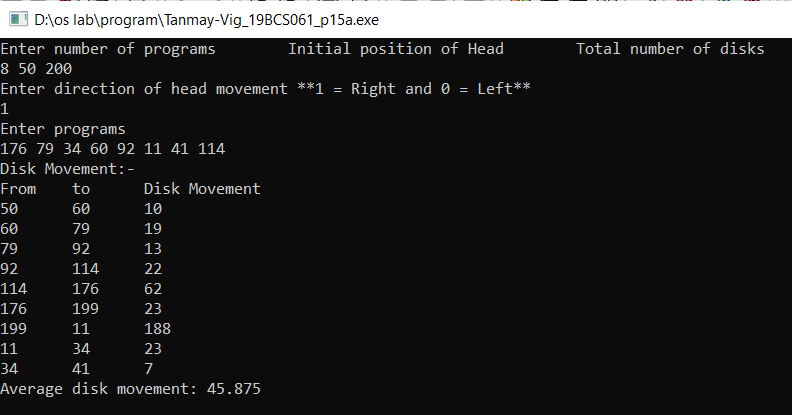 D:\os lab\program\Tanmay-Vig_19BCS061_p15a.exe
Enter number of programs        Initial position of Head        Total number of disks
8 50 200
Enter direction of head movement **1 = Right and 0 = Left**
1
Enter programs
176 79 34 60 92 11 41 114
Disk Movement:-
From    to      Disk Movement
50      60      10
60      79      19
79      92      13
92      114     22
114     176     62
176     199     23
199     11      188
11      34      23
34      41      7
Average disk movement: 45.875